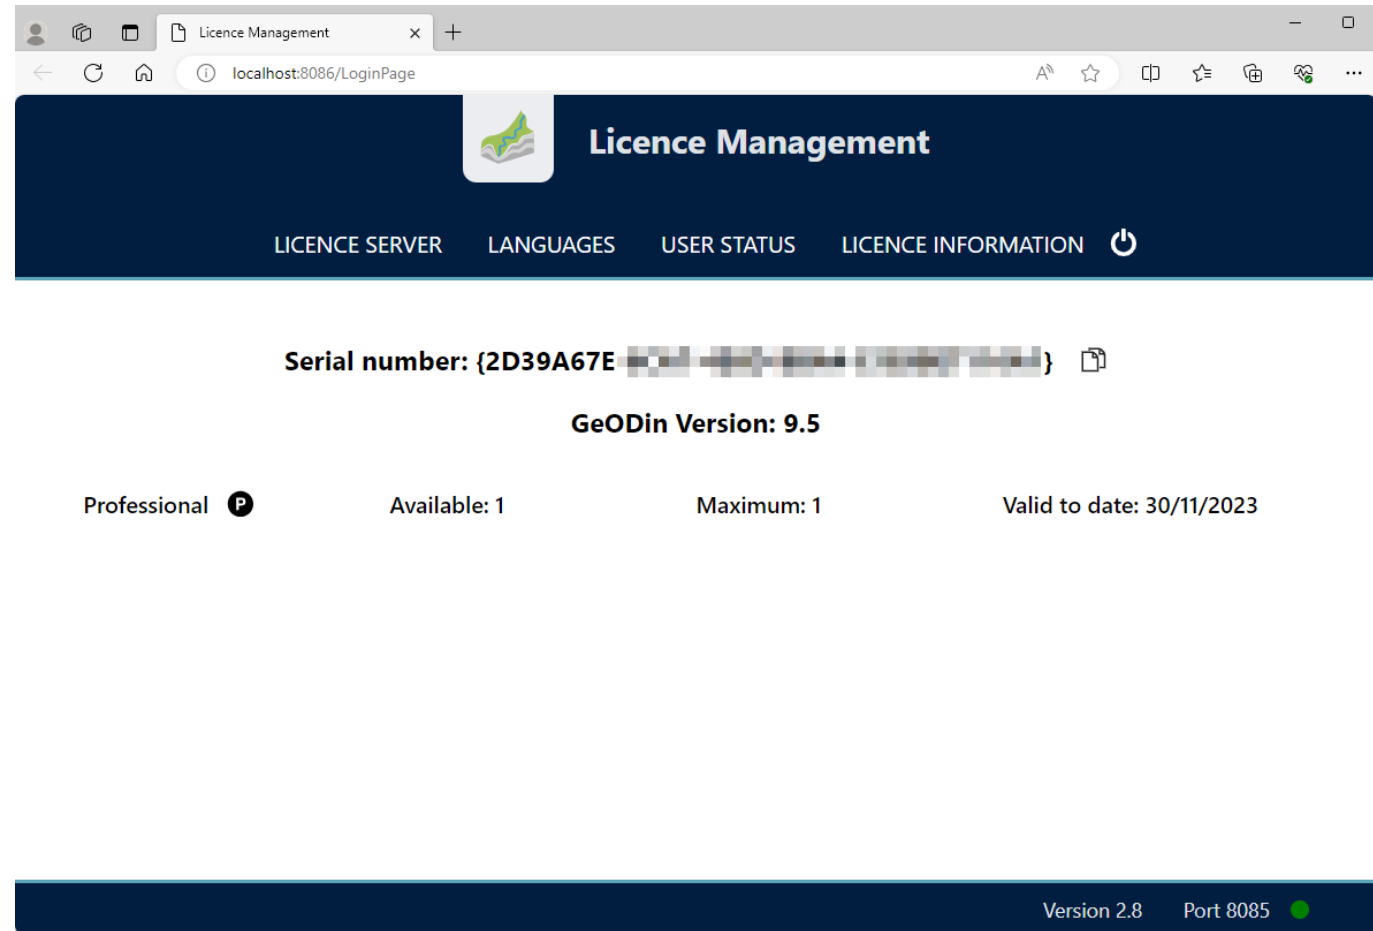 Licence Management
localhost:8086/LoginPage
Licence Management
LICENCE SERVER LANGUAGES USER STATUS LICENCE INFORMATION
Serial number: {2D39A67E- }
GeODin Version: 9.5
Professional P Available: 1 Maximum: 1 Valid to date: 30/11/2023
Version 2.8 Port 8085